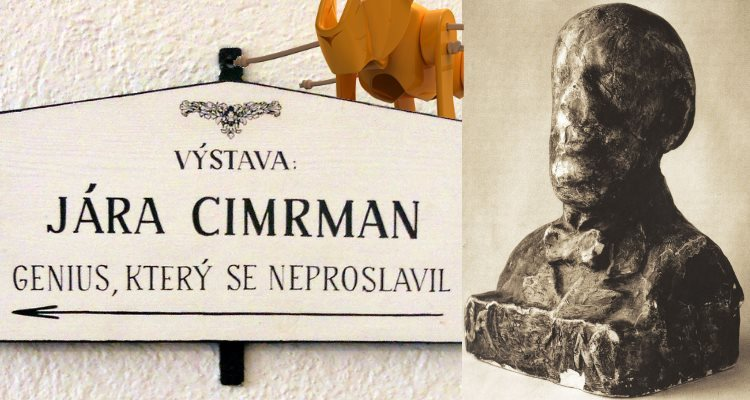 VÝSTAVA:
JÁRA CIMRMAN
GENIUS, KTERÝ SE NEPROSLAVIL